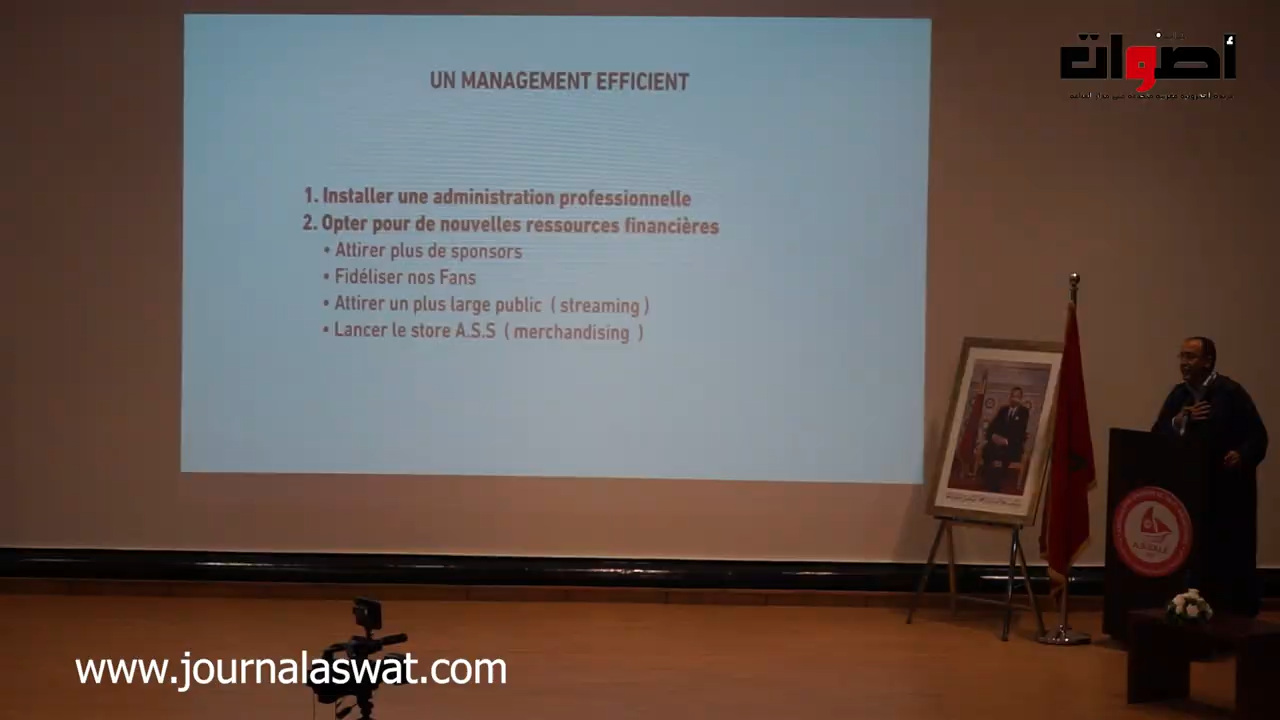 أصوات
UN MANAGEMENT EFFICIENT
1. Installer une administration professionnelle
2. Opter pour de nouvelles ressources financières
• Attirer plus de sponsors
• Fidéliser nos Fans
• Attirer un plus large public ( streaming )
• Lancer le store A.S.S ( merchandising )
www.journalaswat.com